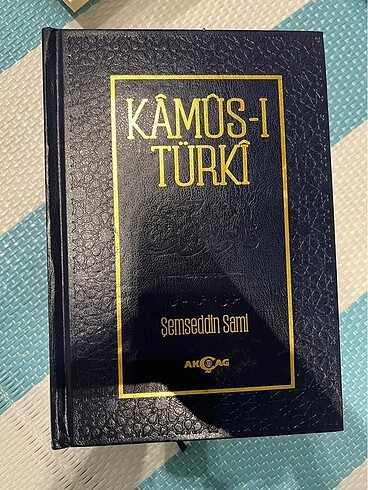 KÂMÛS-I
TÜRKÎ
Şemseddin Sami
AKÇAĞ